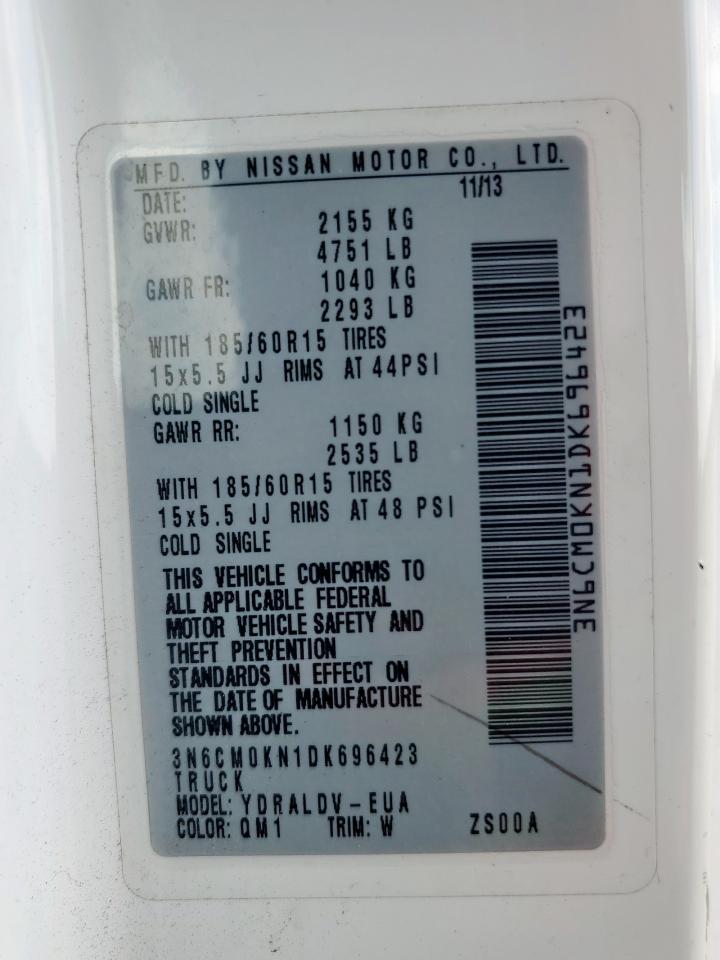 MFD. BY NISSAN MOTOR CO., LTD.
DATE: 11/13
GVWR: 2155 KG
4751 LB
GAWR FR: 1040 KG
2293 LB
WITH 185/60R15 TIRES
15x5.5 JJ RIMS AT 44PSI
COLD SINGLE
GAWR RR: 1150 KG
2535 LB
WITH 185/60R15 TIRES
15x5.5 JJ RIMS AT 48 PSI
COLD SINGLE
THIS VEHICLE CONFORMS TO
ALL APPLICABLE FEDERAL
MOTOR VEHICLE SAFETY AND
THEFT PREVENTION
STANDARDS IN EFFECT ON
THE DATE OF MANUFACTURE
SHOWN ABOVE.
3N6CM0KN1DK696423
TRUCK
MODEL: YDRALDV-EUA
COLOR: QM1 TRIM: W ZS00A
3N6CM0KN1DK696423